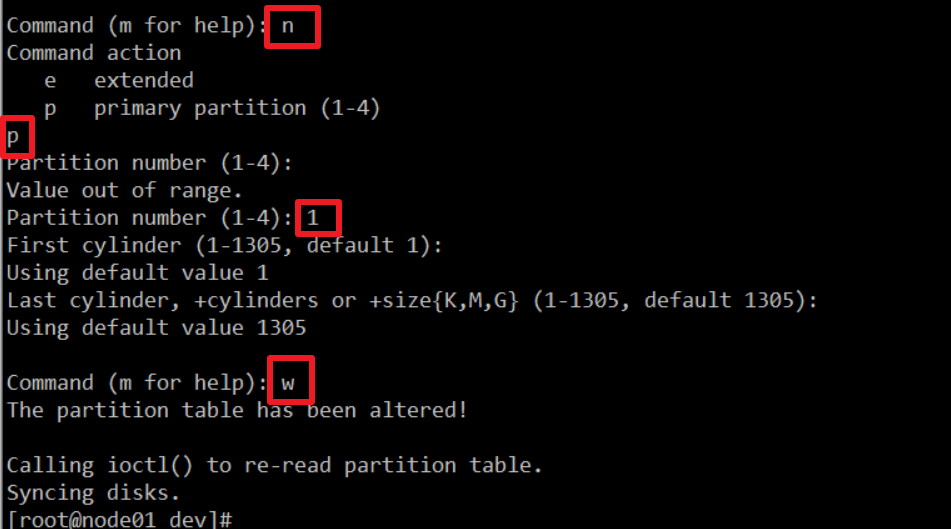 Command (m for help): n
Command action
   e   extended
   p   primary partition (1-4)
p
Partition number (1-4):
Value out of range.
Partition number (1-4): 1
First cylinder (1-1305, default 1):
Using default value 1
Last cylinder, +cylinders or +size{K,M,G} (1-1305, default 1305):
Using default value 1305
Command (m for help): w
The partition table has been altered!
Calling ioctl() to re-read partition table.
Syncing disks.
[root@node01 dev]#